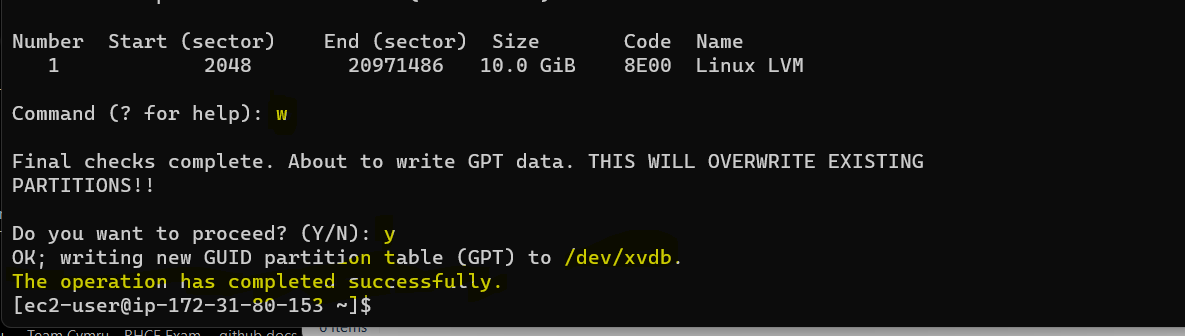 Number  Start (sector)    End (sector)  Size       Code  Name
   1            2048        20971486   10.0 GiB    8E00  Linux LVM
Command (? for help): w
Final checks complete. About to write GPT data. THIS WILL OVERWRITE EXISTING
PARTITIONS!!
Do you want to proceed? (Y/N): y
OK; writing new GUID partition table (GPT) to /dev/xvdb.
The operation has completed successfully.
[ec2-user@ip-172-31-80-153 ~]$
Team Cymru RHCE Exam github docs 0 items